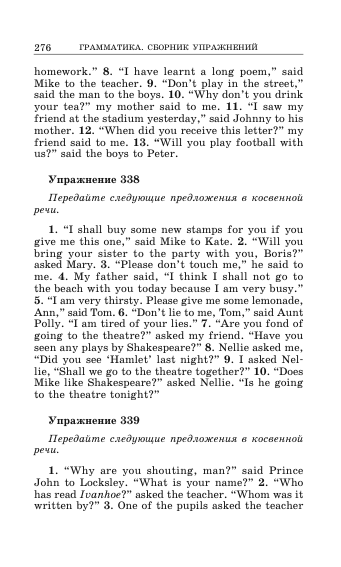 276 ГРАММАТИКА. СБОРНИК УПРАЖНЕНИЙ
homework.” 8. “I have learnt a long poem,” said
Mike to the teacher. 9. “Don’t play in the street,”
said the man to the boys. 10. “Why don’t you drink
your tea?” my mother said to me. 11. “I saw my
friend at the stadium yesterday,” said Johnny to his
mother. 12. “When did you receive this letter?” my
friend said to me. 13. “Will you play football with
us?” said the boys to Peter.
Упражнение 338
Передайте следующие предложения в косвенной
речи.
1. “I shall buy some new stamps for you if you
give me this one,” said Mike to Kate. 2. “Will you
bring your sister to the party with you, Boris?”
asked Mary. 3. “Please don’t touch me,” he said to
me. 4. My father said, “I think I shall not go to
the beach with you today because I am very busy.”
5. “I am very thirsty. Please give me some lemonade,
Ann,” said Tom. 6. “Don’t lie to me, Tom,” said Aunt
Polly. “I am tired of your lies.” 7. “Are you fond of
going to the theatre?” asked my friend. “Have you
seen any plays by Shakespeare?” 8. Nellie asked me,
“Did you see ‘Hamlet’ last night?” 9. I asked Nel-
lie, “Shall we go to the theatre together?” 10. “Does
Mike like Shakespeare?” asked Nellie. “Is he going
to the theatre tonight?”
Упражнение 339
Передайте следующие предложения в косвенной
речи.
1. “Why are you shouting, man?” said Prince
John to Locksley. “What is your name?” 2. “Who
has read Ivanhoe?” asked the teacher. “Whom was it
written by?” 3. One of the pupils asked the teacher